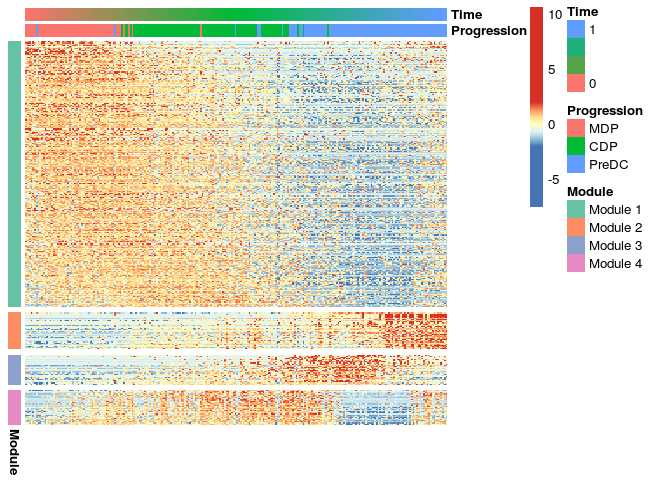 Time
Progression
10
5
0
-5
Time
1
0
Progression
MDP
CDP
PreDC
Module
Module 1
Module 2
Module 3
Module 4
Module